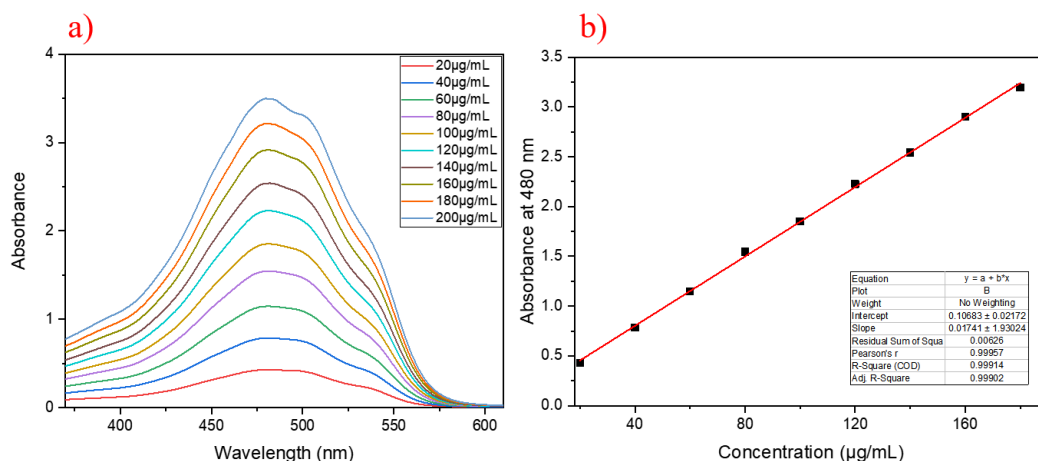 a)
4
3
2
1
0
400
450
500
550
600
Absorbance
Wavelength (nm)
20µg/mL
40µg/mL
60µg/mL
80µg/mL
100µg/mL
120µg/mL
140µg/mL
160µg/mL
180µg/mL
200µg/mL
b)
3.5
3.0
2.5
2.0
1.5
1.0
0.5
0.0
40
80
120
160
Absorbance at 480 nm
Concentration (µg/mL)
Equation y = a + b*x
Plot B
Weight No Weighting
Intercept 0.10683 ± 0.02172
Slope 0.01741 ± 1.93024
Residual Sum of Squa 0.00626
Pearson's r 0.99957
R-Square (COD) 0.99914
Adj. R-Square 0.99902